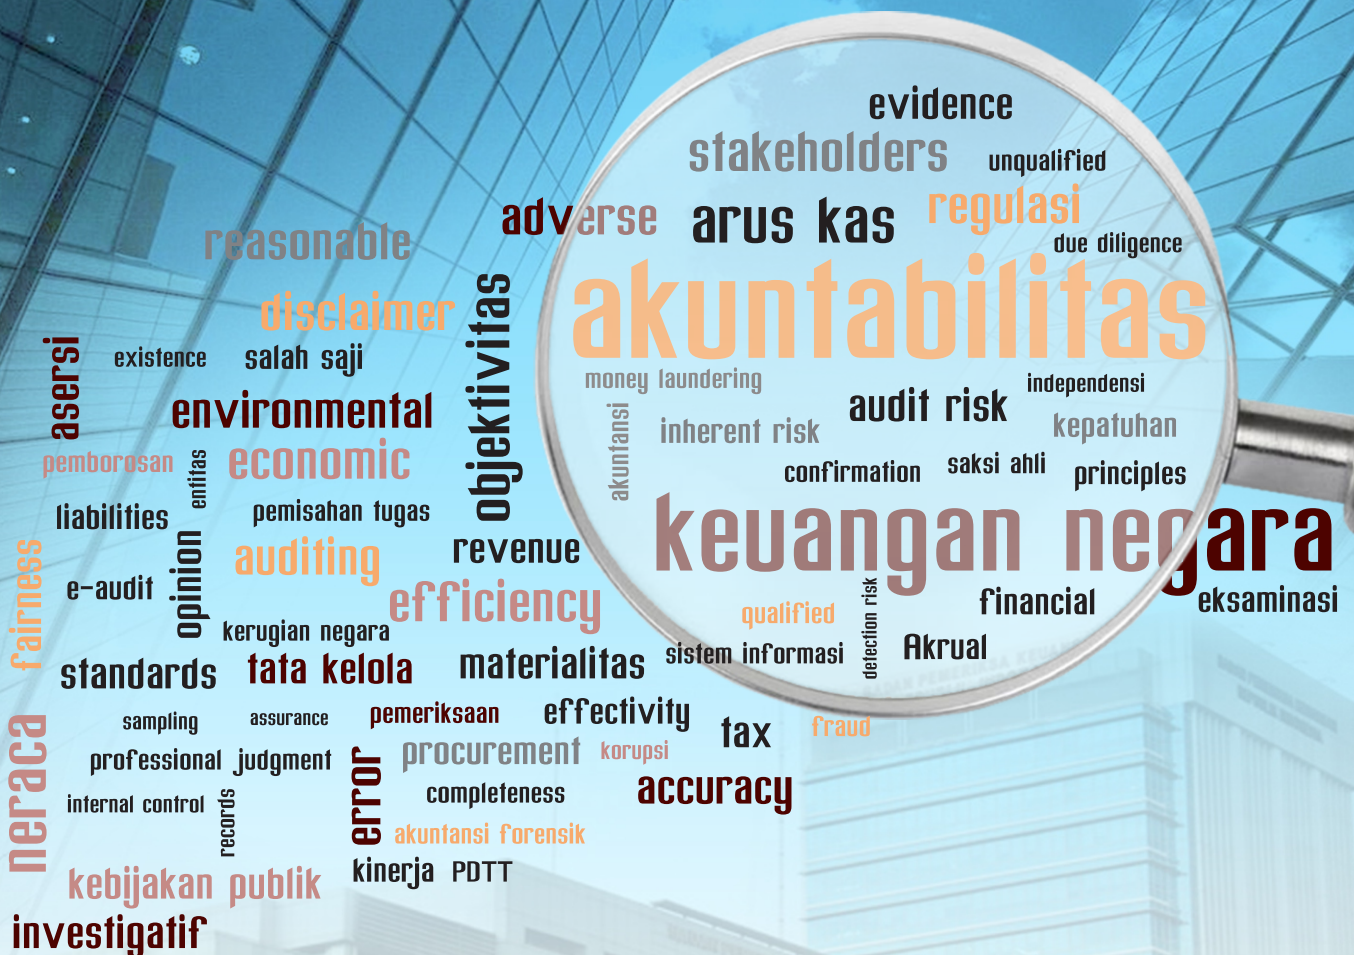 evidence
stakeholders
unqualified
adverse
arus kas
regulasi
due diligence
reasonable
akuntabilitas
disclaimer
objektivitas
asersi
existence
salah saji
money laundering
independensi
environmental
audit risk
akuntansi
inherent risk
kepatuhan
pemborosan
entitas
economic
confirmation
saksi ahli
principles
liabilities
pemisahan tugas
keuangan negara
opinion
auditing
revenue
fairness
e-audit
efficiency
qualified
detection risk
financial
eksaminasi
kerugian negara
standards
tata kelola
materialitas
sistem informasi
Akrual
neraca
sampling
assurance
pemeriksaan
effectivity
tax
fraud
professional judgment
error
procurement
korupsi
internal control
records
completeness
accuracy
akuntansi forensik
kebijakan publik
kinerja
PDTT
investigatif